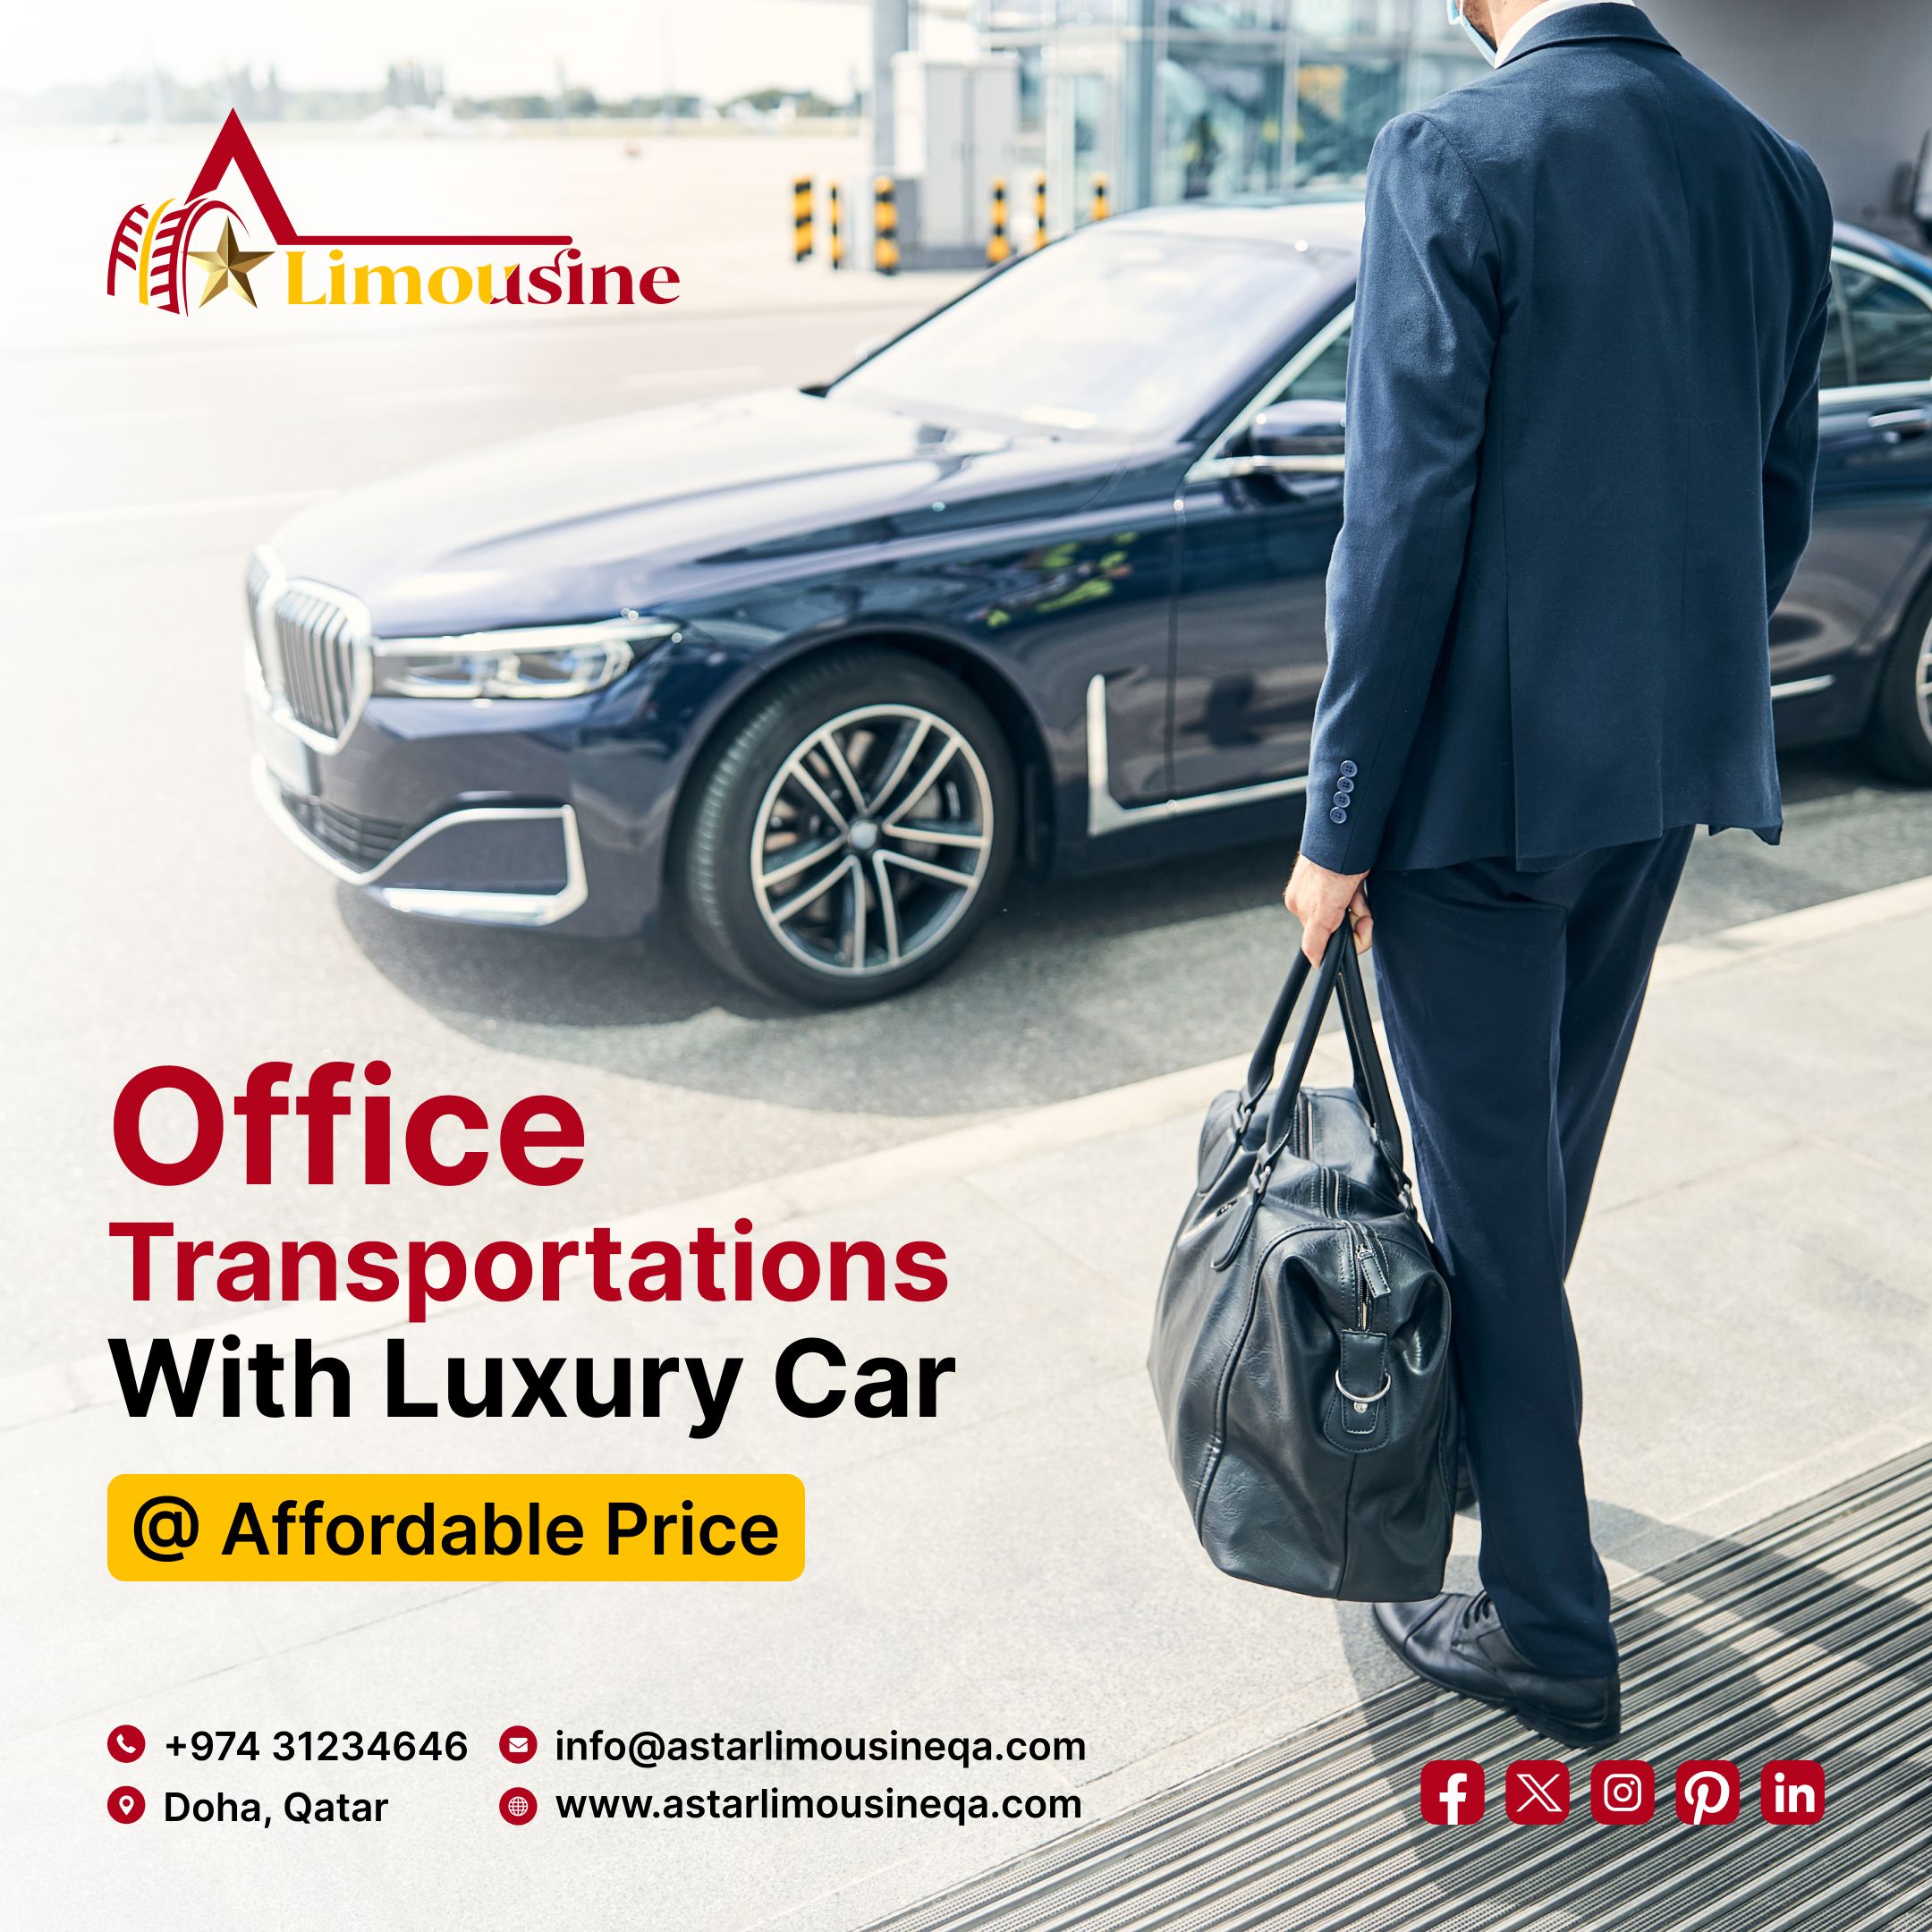 A
Limousine
Office
Transportations
With Luxury Car
@ Affordable Price
+974 31234646
info@astarlimousineqa.com
Doha, Qatar
www.astarlimousineqa.com